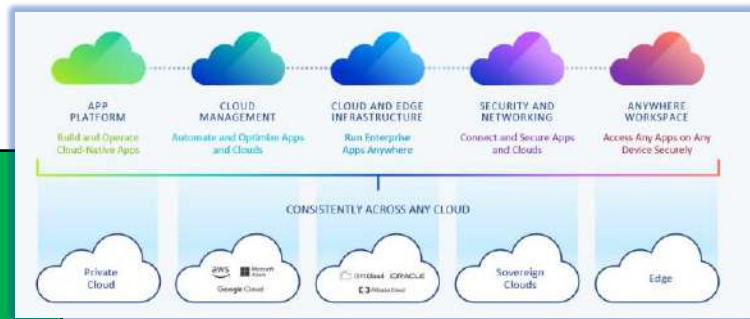 APP
PLATFORM
Build and Operate
Cloud-Native Apps
CLOUD
MANAGEMENT
Automate and Optimize Apps
and Clouds
CLOUD AND EDGE
INFRASTRUCTURE
Run Enterprise
Apps Anywhere
SECURITY AND
NETWORKING
Connect and Secure Apps
and Clouds
ANYWHERE
WORKSPACE
Access Any Apps on Any
Device Securely
CONSISTENTLY ACROSS ANY CLOUD
Private
Cloud
aws Microsoft
Azure
Google Cloud
Cloud ORACLE
Alibaba Cloud
Sovereign
Clouds
Edge